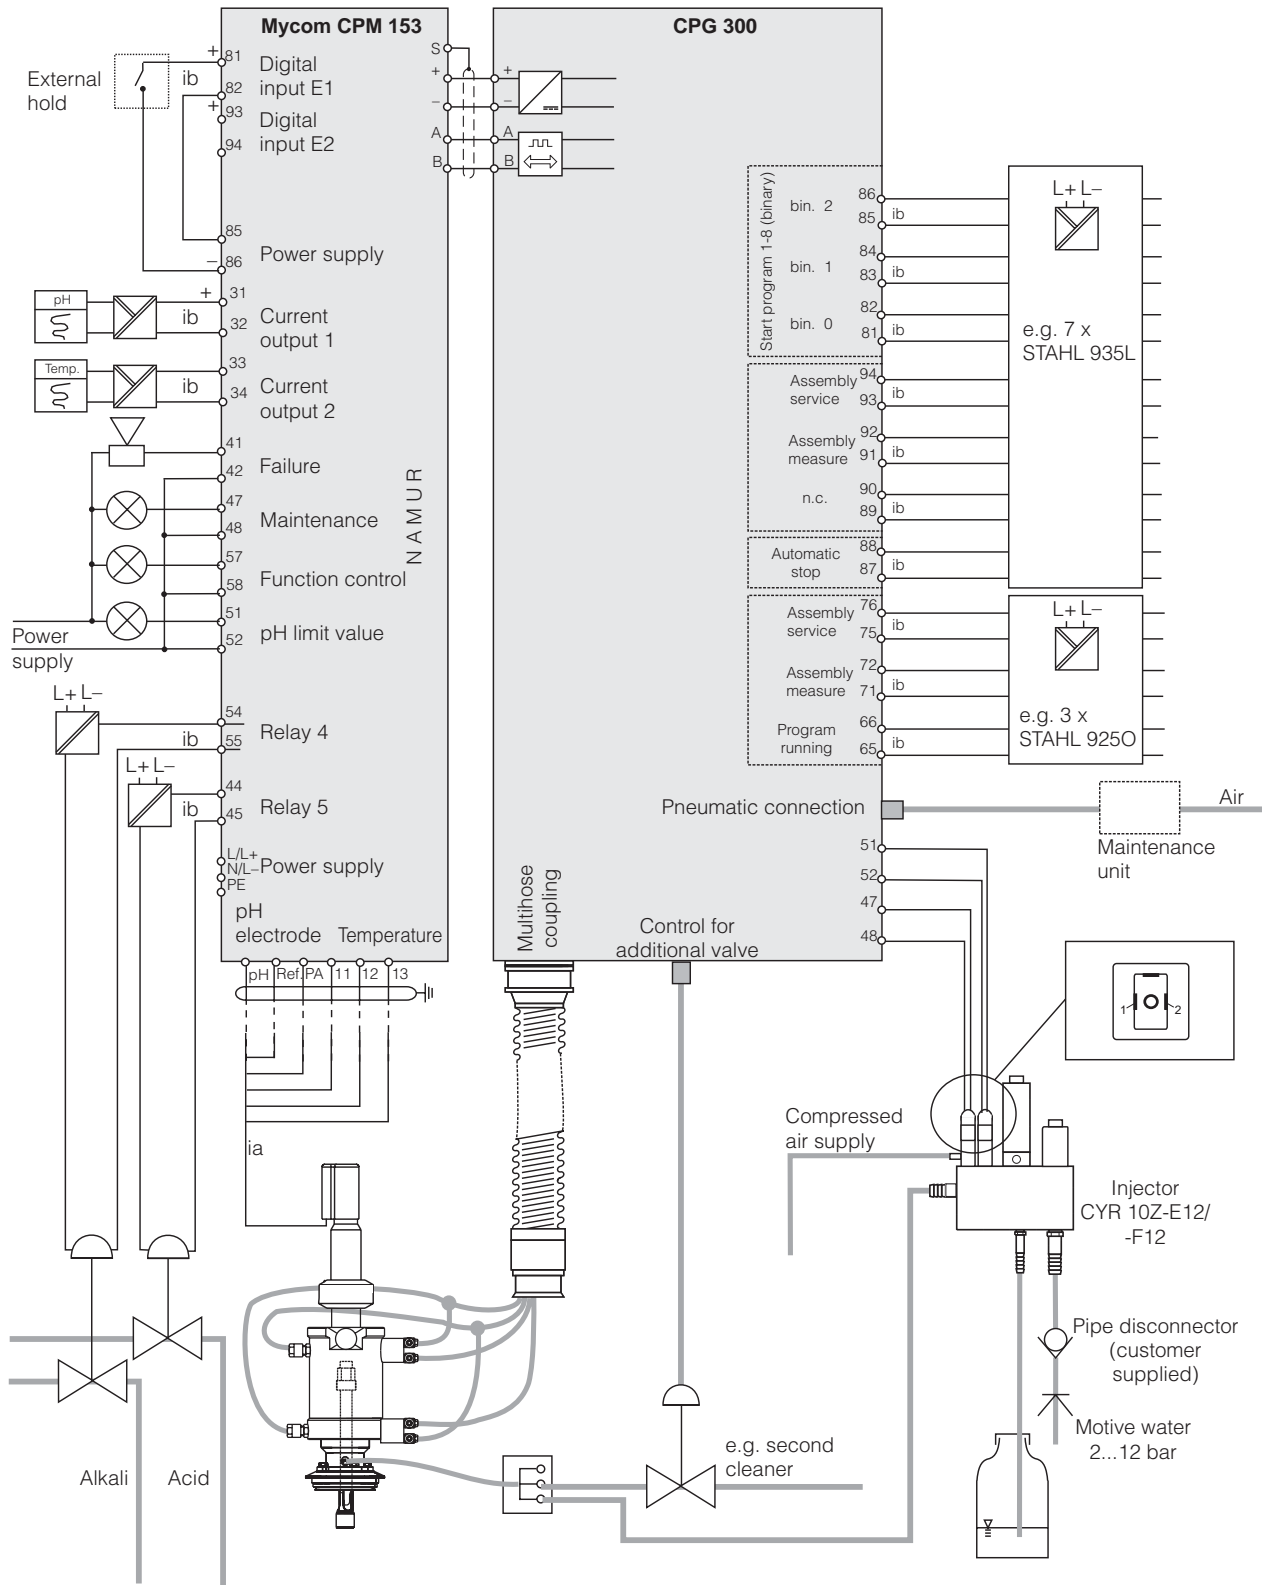 Mycom CPM 153
CPG 300
External
hold
+
81
ib
82
+
93
94
Digital
input E1
Digital
input E2
85
–
86
Power supply
S
+
–
A
B
+
–
A
B
pH
+
31
ib
32
Current
output 1
Temp.
33
ib
34
Current
output 2
41
42
Failure
47
48
Maintenance
57
58
Function control
51
52
pH limit value
NAMUR
Power
supply
L+ L–
54
ib
55
Relay 4
L+ L–
44
ib
45
Relay 5
L/L+
N/L–
PE
Power supply
pH
electrode
Temperature
pH
Ref.
PA
11
12
13
ia
Start program 1-8 (binary)
bin. 2
86
85
ib
bin. 1
84
83
ib
bin. 0
82
81
ib
Assembly
service
94
93
ib
Assembly
measure
92
91
ib
n.c.
90
89
ib
Automatic
stop
88
87
ib
Assembly
service
76
75
ib
Assembly
measure
72
71
ib
Program
running
66
65
ib
L+ L–
e.g. 7 x
STAHL 935L
L+ L–
e.g. 3 x
STAHL 925O
Pneumatic connection
Air
Maintenance
unit
51
52
47
48
Multihose
coupling
Control for
additional valve
1
2
Compressed
air supply
Injector
CYR 10Z-E12/
-F12
Pipe disconnector
(customer
supplied)
Motive water
2...12 bar
e.g. second
cleaner
Alkali
Acid